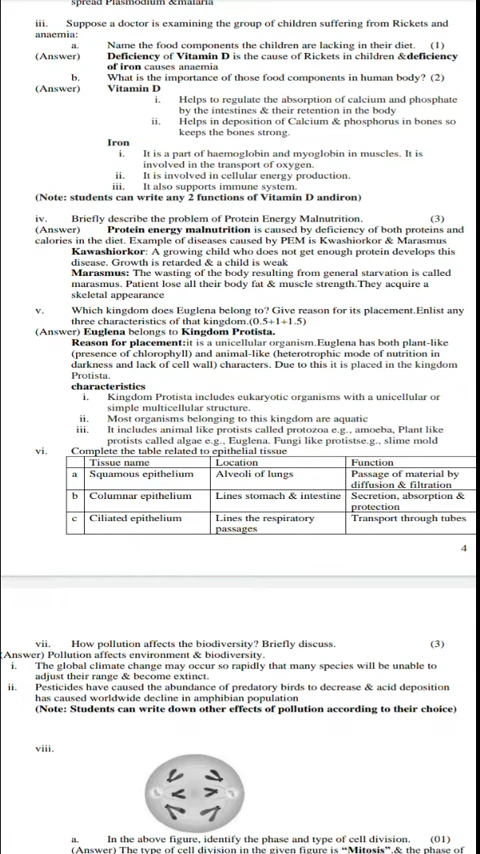 spread Plasmodium &malaria
iii. Suppose a doctor is examining the group of children suffering from Rickets and
anaemia:
a. Name the food components the children are lacking in their diet. (1)
(Answer) Deficiency of Vitamin D is the cause of Rickets in children &deficiency
of iron causes anaemia
b. What is the importance of those food components in human body? (2)
(Answer) Vitamin D
i. Helps to regulate the absorption of calcium and phosphate
by the intestines & their retention in the body
ii. Helps in deposition of Calcium & phosphorus in bones so
keeps the bones strong.
Iron
i. It is a part of haemoglobin and myoglobin in muscles. It is
involved in the transport of oxygen.
ii. It is involved in cellular energy production.
iii. It also supports immune system.
(Note: students can write any 2 functions of Vitamin D andiron)
iv. Briefly describe the problem of Protein Energy Malnutrition. (3)
(Answer) Protein energy malnutrition is caused by deficiency of both proteins and
calories in the diet. Example of diseases caused by PEM is Kwashiorkor & Marasmus
Kawashiorkor: A growing child who does not get enough protein develops this
disease. Growth is retarded & a child is weak
Marasmus: The wasting of the body resulting from general starvation is called
marasmus. Patient lose all their body fat & muscle strength.They acquire a
skeletal appearance
v. Which kingdom does Euglena belong to? Give reason for its placement.Enlist any
three characteristics of that kingdom.(0.5+1+1.5)
(Answer) Euglena belongs to Kingdom Protista.
Reason for placement:it is a unicellular organism.Euglena has both plant-like
(presence of chlorophyll) and animal-like (heterotrophic mode of nutrition in
darkness and lack of cell wall) characters. Due to this it is placed in the kingdom
Protista.
characteristics
i. Kingdom Protista includes eukaryotic organisms with a unicellular or
simple multicellular structure.
ii. Most organisms belonging to this kingdom are aquatic
iii. It includes animal like protists called protozoa e.g., amoeba, Plant like
protists called algae e.g., Euglena. Fungi like protistse.g., slime mold
vi. Complete the table related to epithelial tissue
Tissue name Location Function
a Squamous epithelium Alveoli of lungs Passage of material by
diffusion & filtration
b Columnar epithelium Lines stomach & intestine Secretion, absorption &
protection
c Ciliated epithelium Lines the respiratory Transport through tubes
passages
4
vii. How pollution affects the biodiversity? Briefly discuss. (3)
(Answer) Pollution affects environment & biodiversity.
i. The global climate change may occur so rapidly that many species will be unable to
adjust their range & become extinct.
ii. Pesticides have caused the abundance of predatory birds to decrease & acid deposition
has caused worldwide decline in amphibian population
(Note: Students can write down other effects of pollution according to their choice)
viii.
a. In the above figure, identify the phase and type of cell division. (01)
(Answer) The type of cell division in the given figure is “Mitosis”.& the phase of